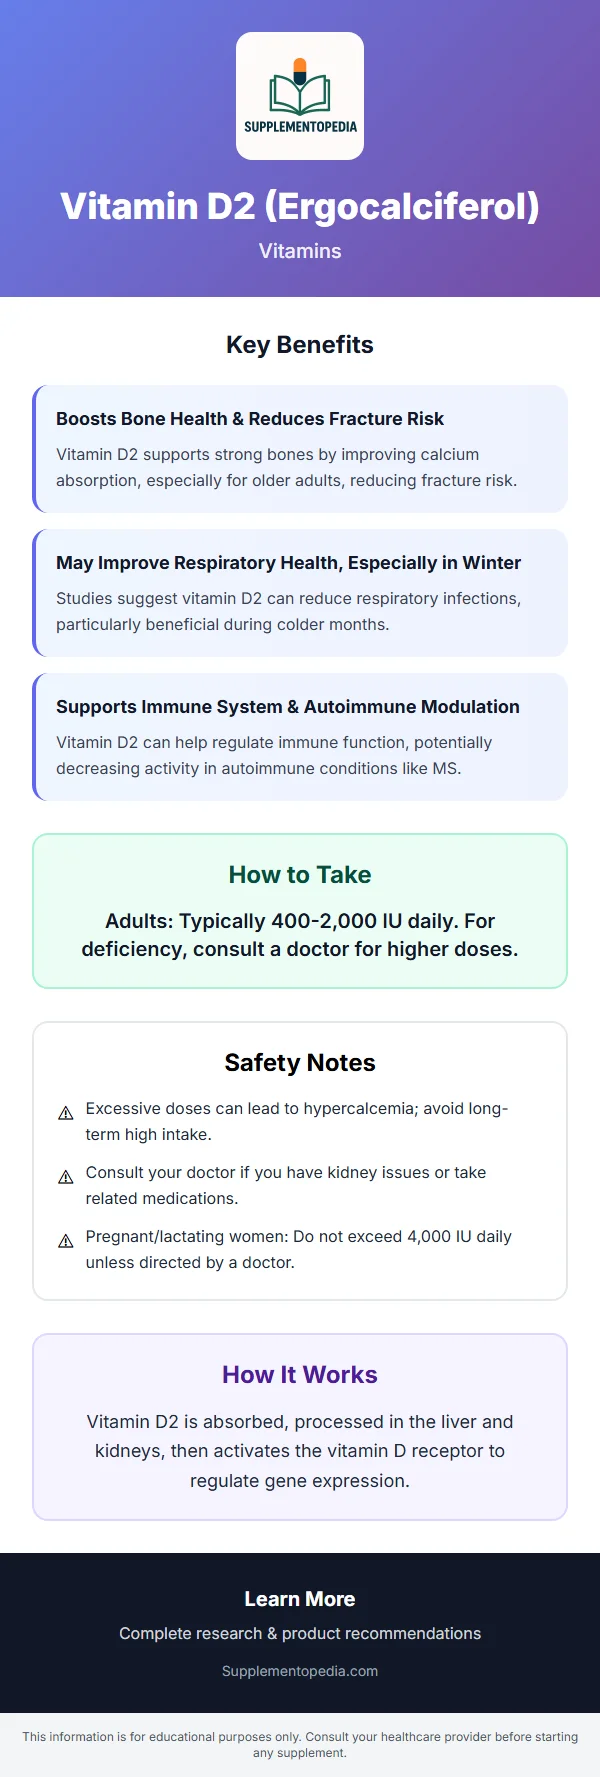 SUPPLEMENTOPEDIA
Vitamin D2 (Ergocalciferol)
Vitamins
Key Benefits
Boosts Bone Health & Reduces Fracture Risk
Vitamin D2 supports strong bones by improving calcium
absorption, especially for older adults, reducing fracture risk.
May Improve Respiratory Health, Especially in Winter
Studies suggest vitamin D2 can reduce respiratory infections,
particularly beneficial during colder months.
Supports Immune System & Autoimmune Modulation
Vitamin D2 can help regulate immune function, potentially
decreasing activity in autoimmune conditions like MS.
How to Take
Adults: Typically 400-2,000 IU daily. For
deficiency, consult a doctor for higher doses.
Safety Notes
Excessive doses can lead to hypercalcemia; avoid long-
term high intake.
Consult your doctor if you have kidney issues or take
related medications.
Pregnant/lactating women: Do not exceed 4,000 IU daily
unless directed by a doctor.
How It Works
Vitamin D2 is absorbed, processed in the liver and
kidneys, then activates the vitamin D receptor to
regulate gene expression.
Learn More
Complete research & product recommendations
Supplementopedia.com
This information is for educational purposes only. Consult your healthcare provider before starting
any supplement.